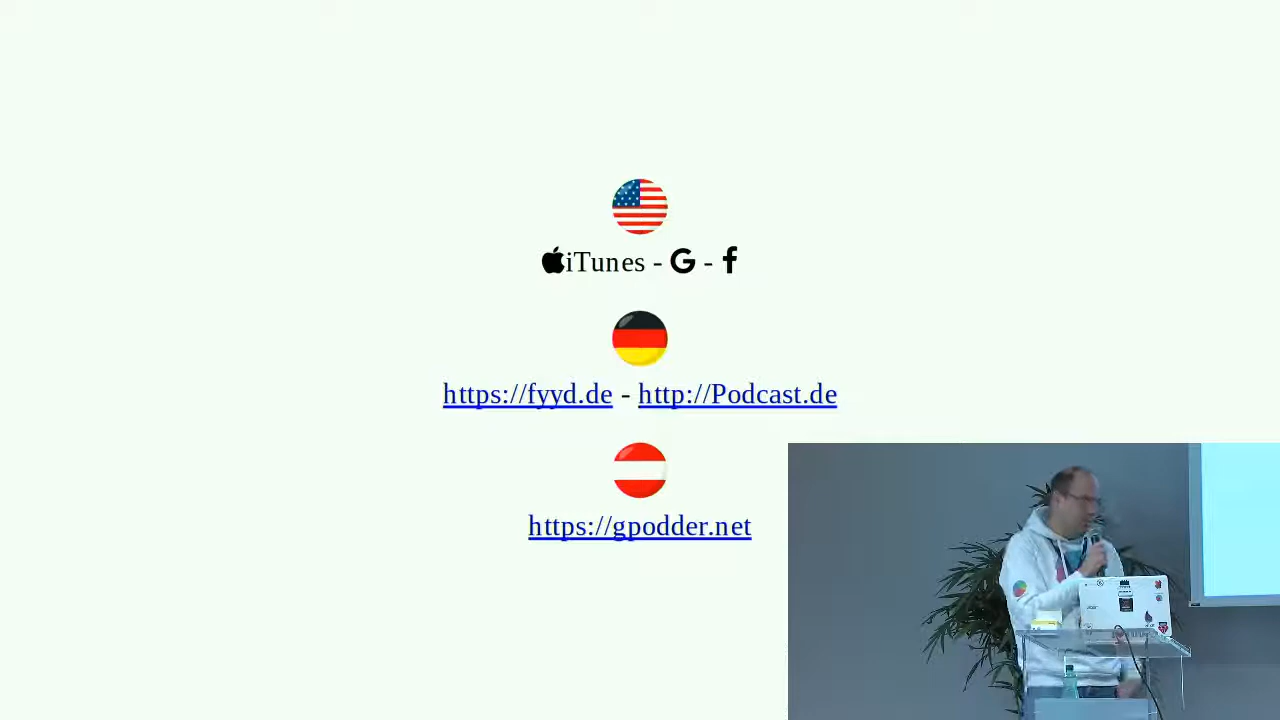 iTunes - G - f
https://fyyd.de - http://Podcast.de
https://gpodder.net